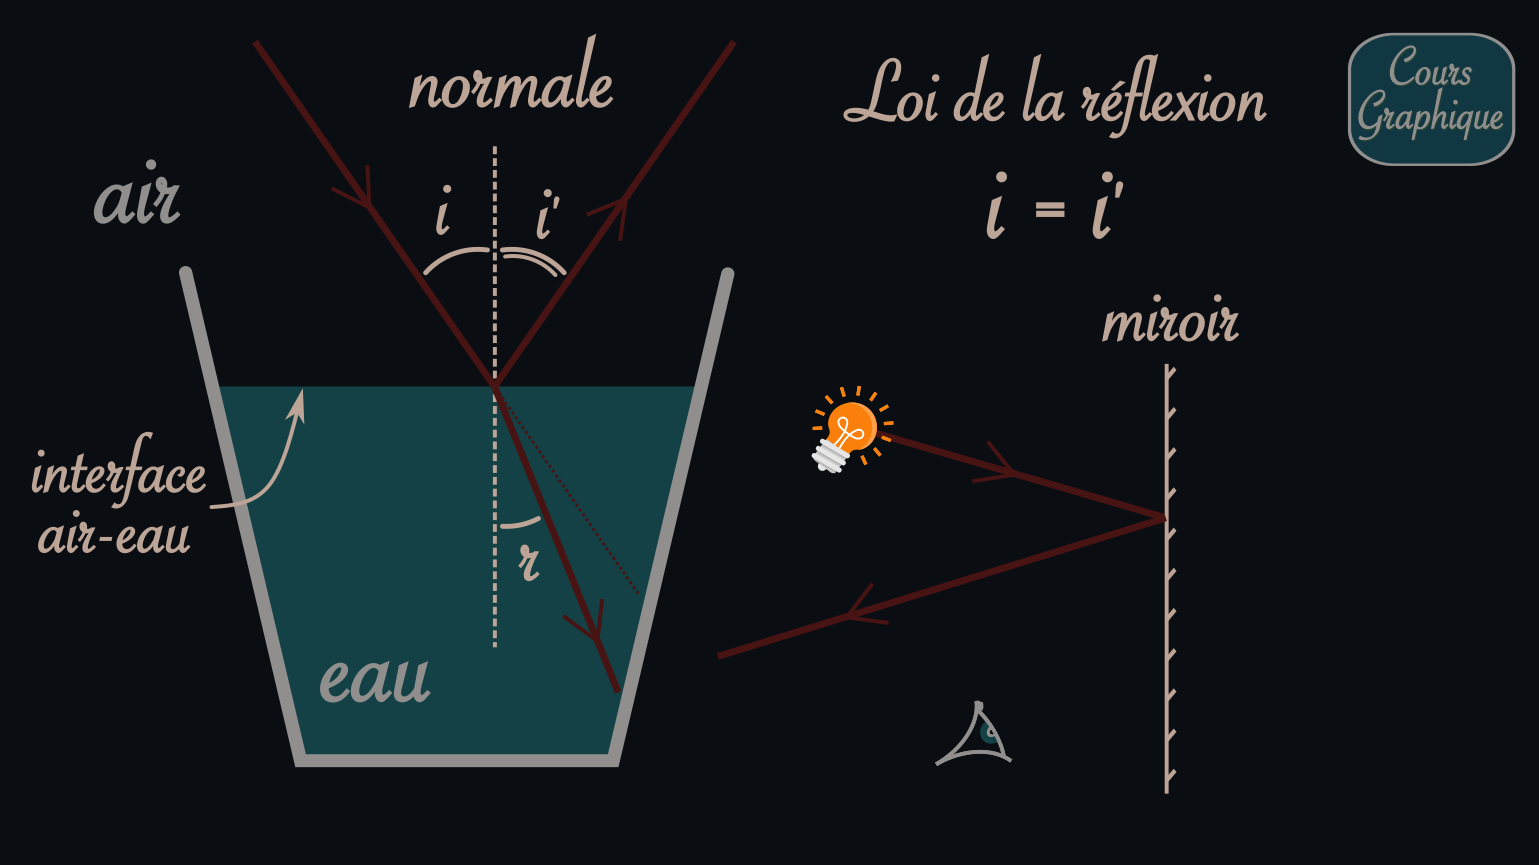 normale
Loi de la réflexion
Cours
Graphique
air
i
i'
i = i'
miroir
interface
air-eau
r
eau